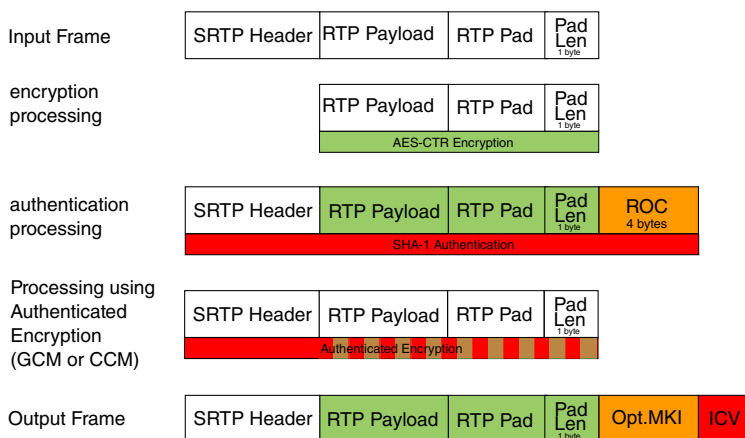 Input Frame
SRTP Header
RTP Payload
RTP Pad
Pad
Len
1 byte
encryption
processing
RTP Payload
RTP Pad
Pad
Len
1 byte
AES-CTR Encryption
authentication
processing
SRTP Header
RTP Payload
RTP Pad
Pad
Len
1 byte
ROC
4 bytes
SHA-1 Authentication
Processing using
Authenticated
Encryption
(GCM or CCM)
SRTP Header
RTP Payload
RTP Pad
Pad
Len
1 byte
Authenticated Encryption
Output Frame
SRTP Header
RTP Payload
RTP Pad
Pad
Len
1 byte
Opt.MKI
ICV